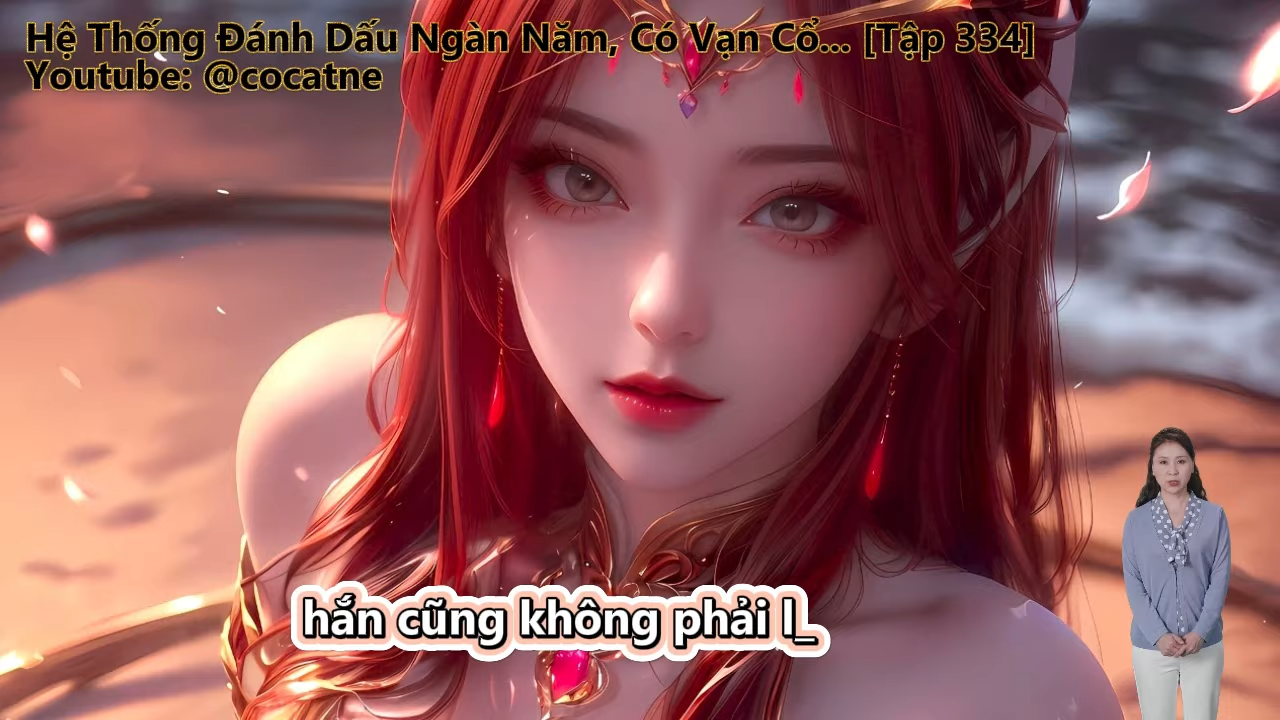 Hệ Thống Đánh Dấu Ngàn Năm, Có Vạn Cổ... [Tập 334]
Youtube: @cocatne
hắn cũng không phải l_